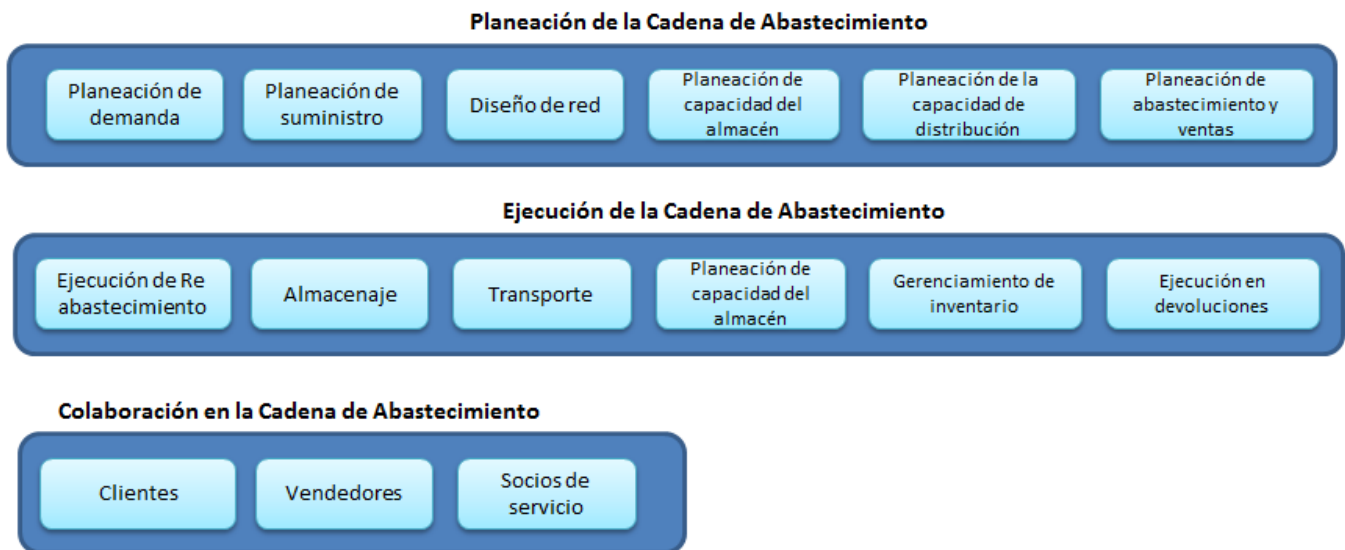 Planeación de la Cadena de Abastecimiento
Planeación de
demanda
Planeación de
suministro
Diseño de red
Planeación de
capacidad del
almacén
Planeación de la
capacidad de
distribución
Planeación de
abastecimiento y
ventas
Ejecución de la Cadena de Abastecimiento
Ejecución de Re
abastecimiento
Almacenaje
Transporte
Planeación de
capacidad del
almacén
Gerenciamiento de
inventario
Ejecución en
devoluciones
Colaboración en la Cadena de Abastecimiento
Clientes
Vendedores
Socios de
servicio